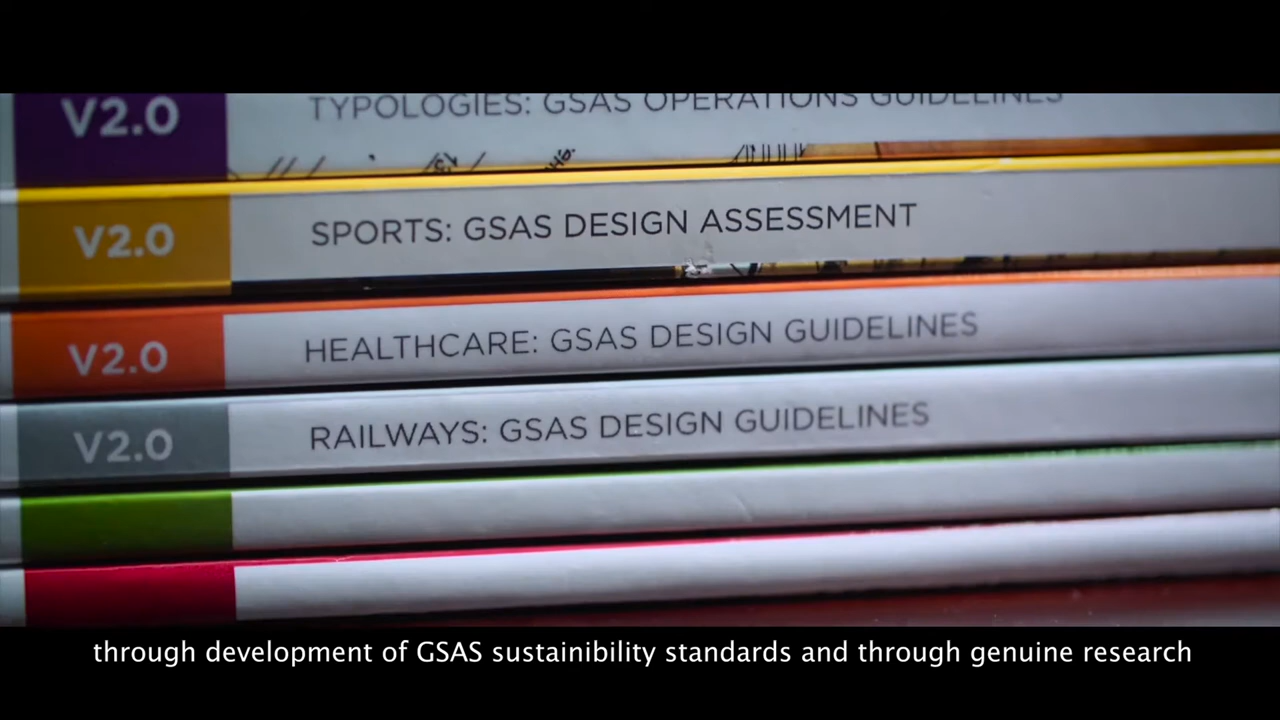 V2.0 TYPOLOGIES: GSAS OPERATIONS GUIDELINES
V2.0 SPORTS: GSAS DESIGN ASSESSMENT
V2.0 HEALTHCARE: GSAS DESIGN GUIDELINES
V2.0 RAILWAYS: GSAS DESIGN GUIDELINES
through development of GSAS sustainibility standards and through genuine research